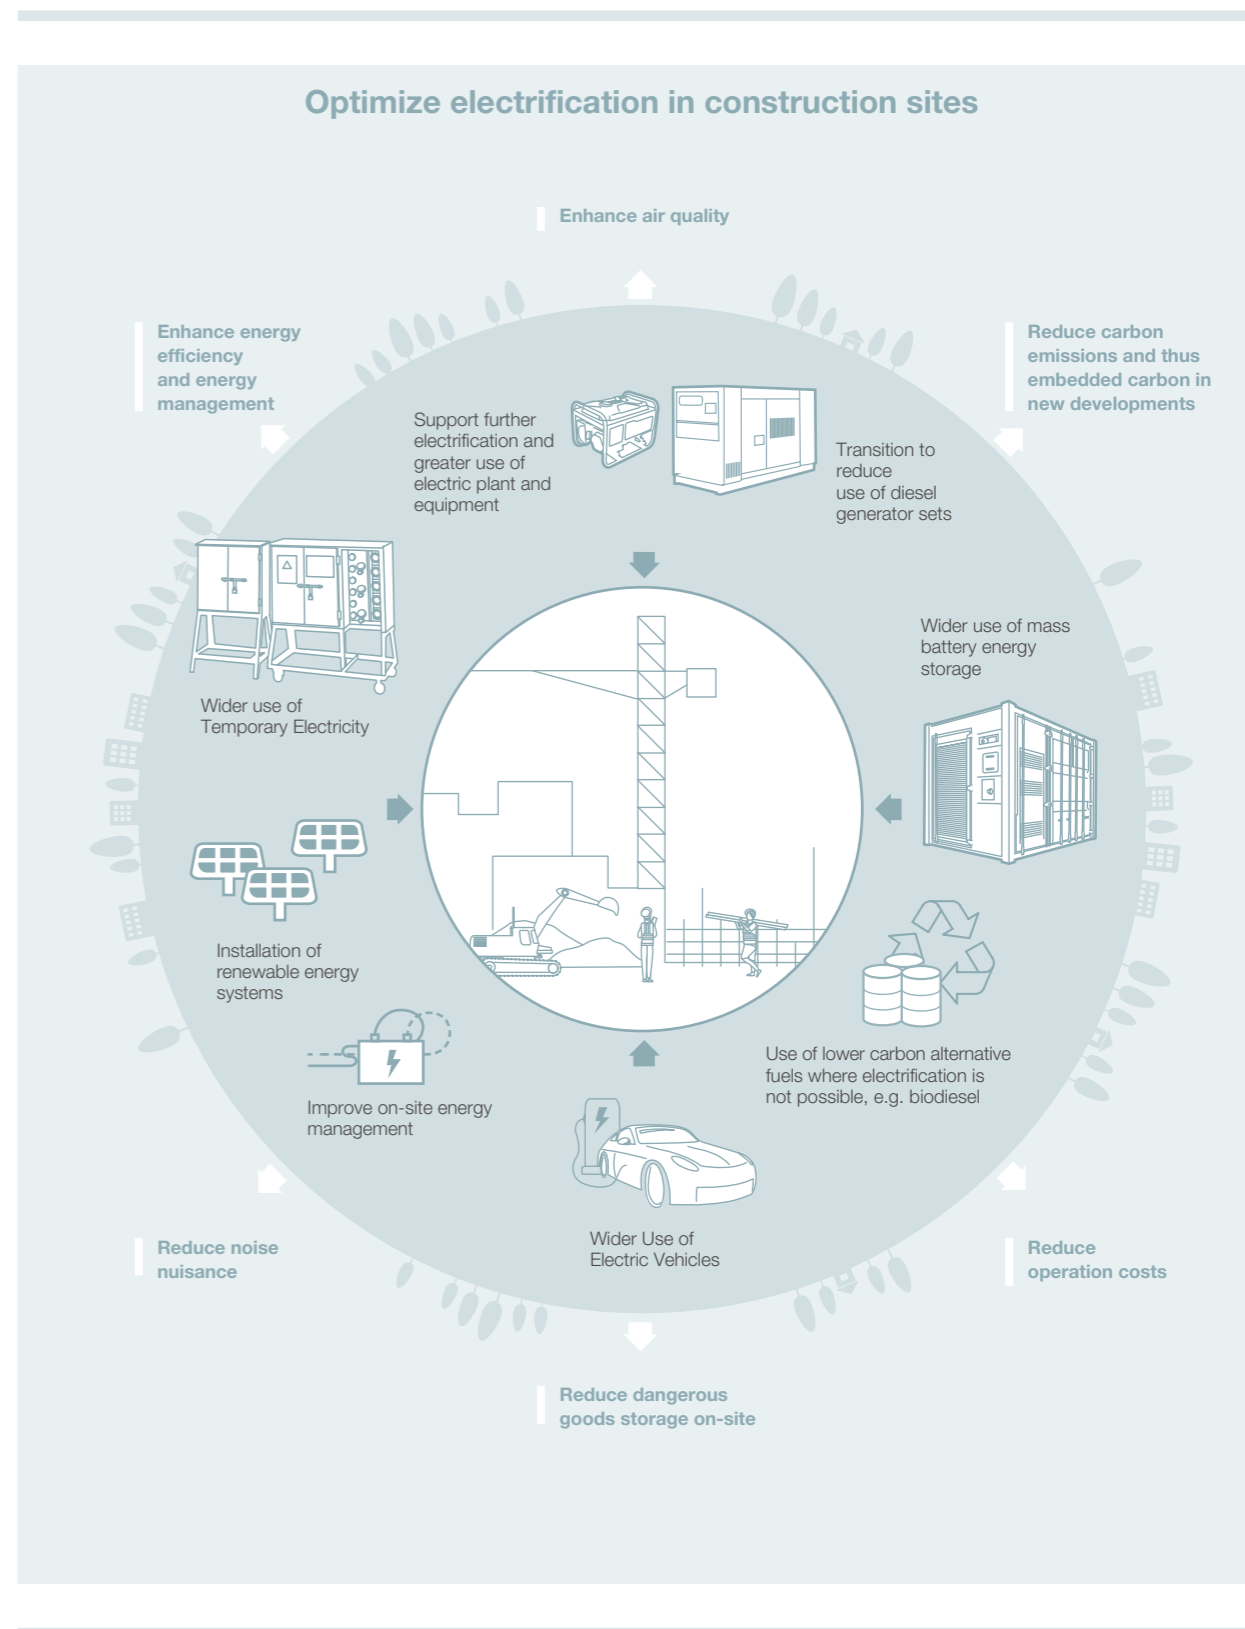 Optimize electrification in construction sites
Enhance air quality
Enhance energy
efficiency
and energy
management
Reduce carbon
emissions and thus
embedded carbon in
new developments
Support further
electrification and
greater use of
electric plant and
equipment
Transition to
reduce
use of diesel
generator sets
Wider use of mass
battery energy
storage
Wider use of
Temporary Electricity
Installation of
renewable energy
systems
Use of lower carbon alternative
fuels where electrification is
not possible, e.g. biodiesel
Improve on-site energy
management
Wider Use of
Electric Vehicles
Reduce noise
nuisance
Reduce
operation costs
Reduce dangerous
goods storage on-site